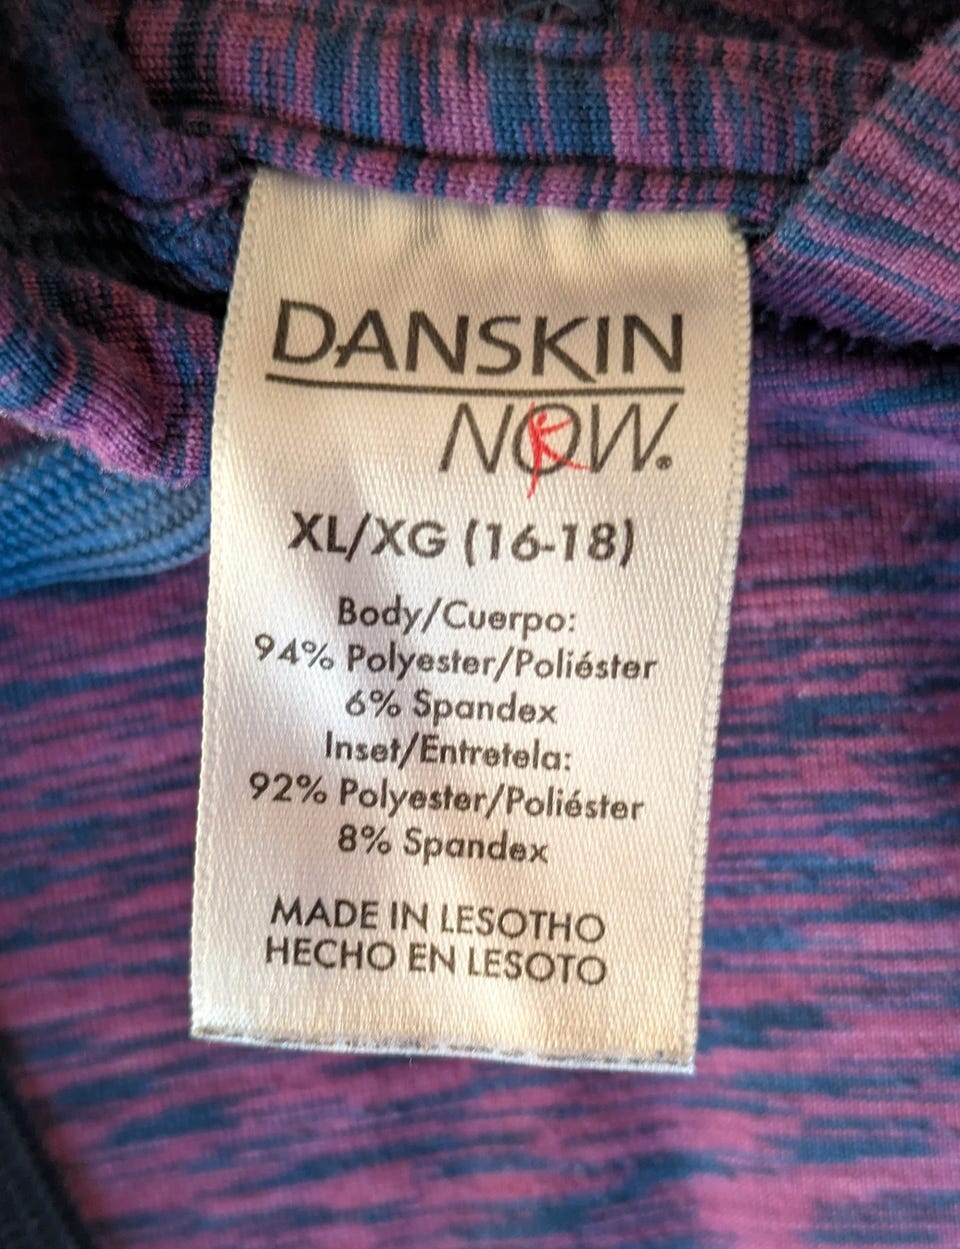 DANSKIN
NOW.®
XL/XG (16-18)
Body/Cuerpo:
94% Polyester/Poliéster
6% Spandex
Inset/Entretela:
92% Polyester/Poliéster
8% Spandex
MADE IN LESOTHO
HECHO EN LESOTO